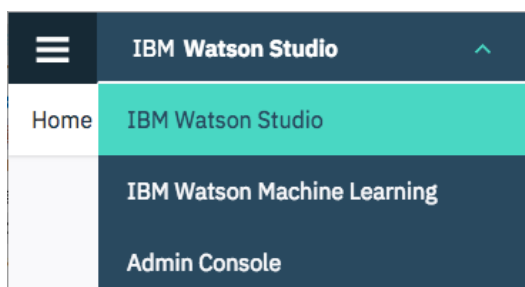 IBM Watson Studio
Home
IBM Watson Studio
IBM Watson Machine Learning
Admin Console